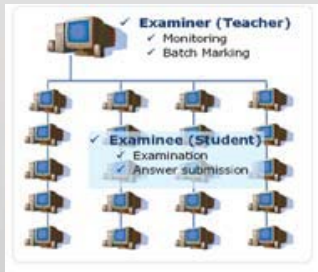 ✓ Examiner (Teacher)
✓ Monitoring
✓ Batch Marking
✓ Examinee (Student)
✓ Examination
✓ Answer submission